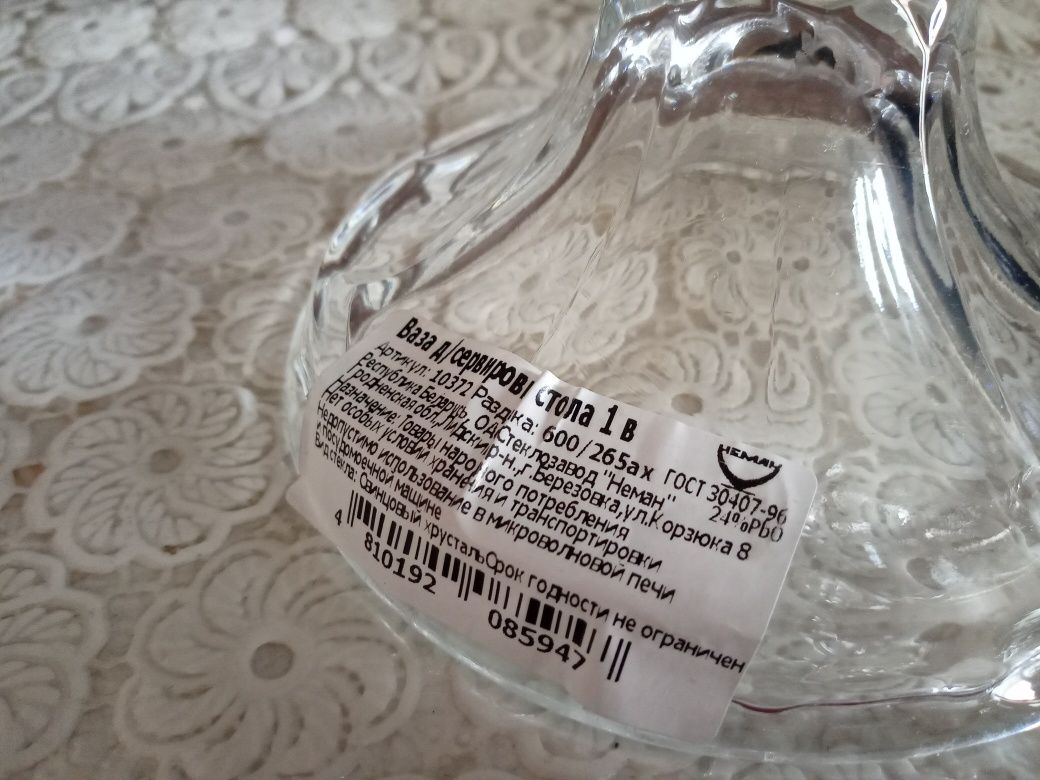 Ваза д/сервиров стола 1 в
Артикул: 10372 Раздка: 600/265ах ГОСТ 30407-96
Республика Беларусь, ОАО Стеклозавод "Неман" 24%РБО
Гродненская обл., Лидский р-н., г.Березовка, ул.Корзюка 8
Назначение: товары народного потребления
Нет особых условий хранения и транспортировки
Недопустимо использование в микроволновой печи
и посудомоечной машине
стекла: Свинцовый хрусталь Срок годности не ограничен
НЕМАН
4 810192 085947